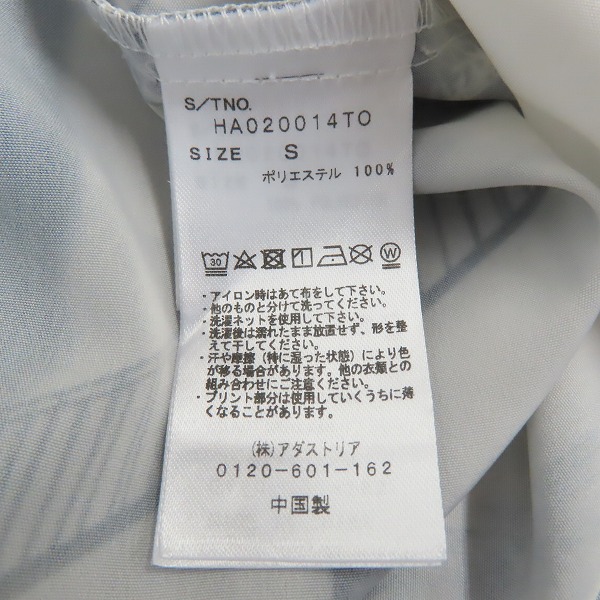 S/TNO.
HA020014TO
SIZE S
ポリエステル 100%
30
W
・アイロン時はあて布をして下さい。
・他のものと分けて洗ってください。
・洗濯ネットを使用して下さい。
・洗濯後は濡れたまま放置せず、形を整
えて干してください。
・汗や摩擦（特に湿った状態）により色
が移る場合があります。他の衣類との
組み合わせにご注意ください。
・プリント部分は使用していくうちに薄
くなることがあります。
(株)アダストリア
0120-601-162
中国製